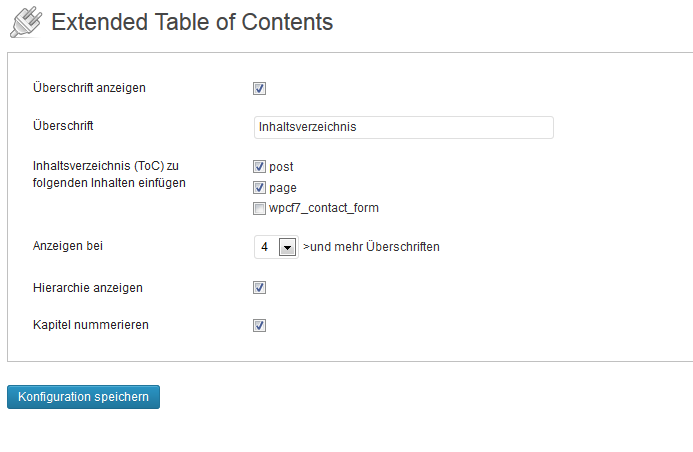 Extended Table of Contents
Überschrift anzeigen
Überschrift
Inhaltsverzeichnis
Inhaltsverzeichnis (ToC) zu
folgenden Inhalten einfügen
post
page
wpcf7_contact_form
Anzeigen bei
4 >und mehr Überschriften
Hierarchie anzeigen
Kapitel nummerieren
Konfiguration speichern